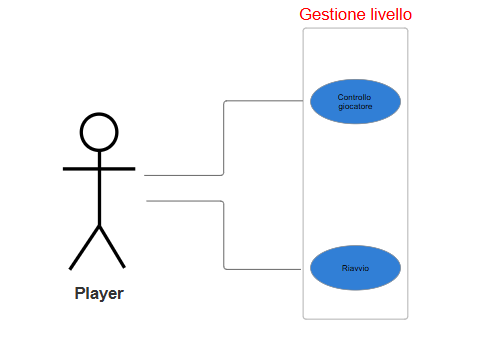 Gestione livello
Controllo
giocatore
Riavvio
Player